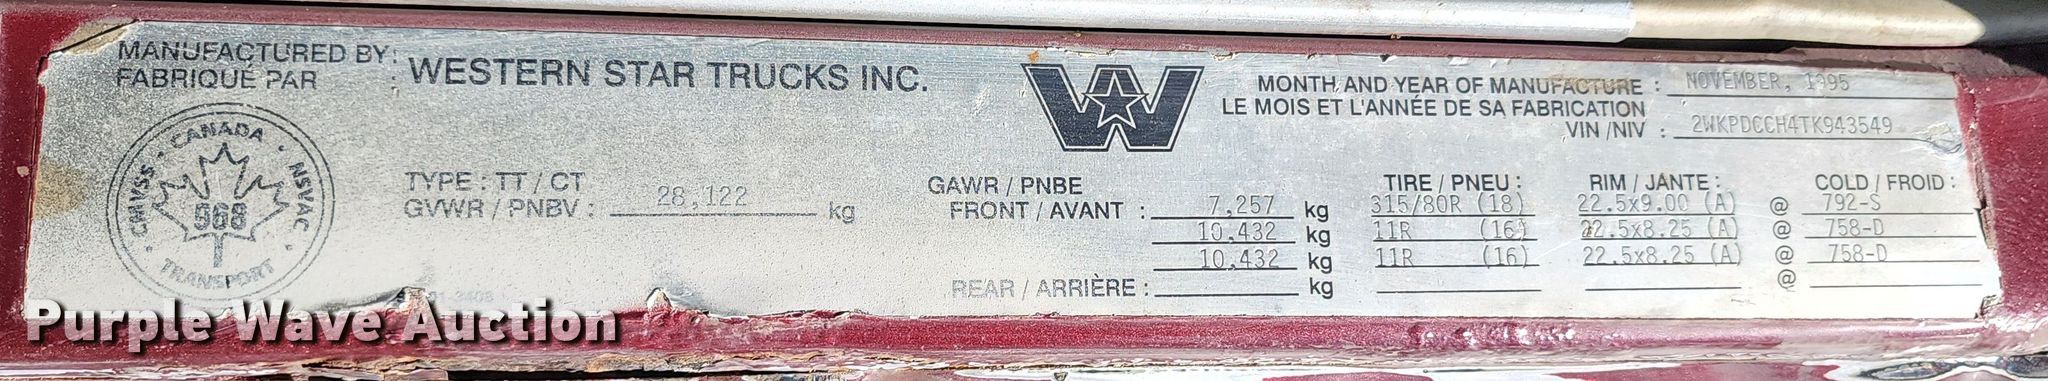 MANUFACTURED BY:
FABRIQUÉ PAR :
WESTERN STAR TRUCKS INC.
MONTH AND YEAR OF MANUFACTURE : NOVEMBER, 1995
LE MOIS ET L'ANNÉE DE SA FABRICATION
VIN / NIV : 2WKPDCCH4TK943549
CMVSS · CANADA · NSVAC · TRANSPORT ·
968
TYPE : TT / CT
GVWR / PNBV : 28,122 kg
GAWR / PNBE TIRE / PNEU : RIM / JANTE : COLD / FROID :
FRONT / AVANT : 7,257 kg 315/80R (18) 22.5x9.00 (A) @ 792-S
10,432 kg 11R (16) 22.5x8.25 (A) @ 758-D
10,432 kg 11R (16) 22.5x8.25 (A) @ 758-D
REAR / ARRIÈRE : kg @
Purple Wave Auction